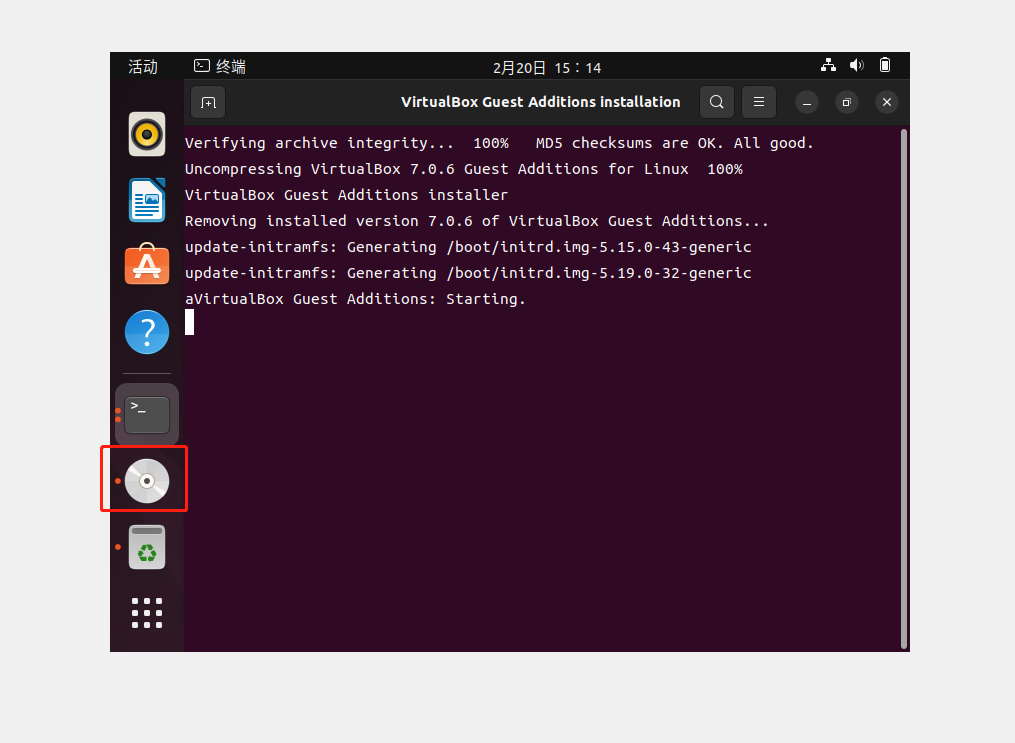 活动 终端 2月20日 15：14
VirtualBox Guest Additions installation
Verifying archive integrity...  100%   MD5 checksums are OK. All good.
Uncompressing VirtualBox 7.0.6 Guest Additions for Linux  100%
VirtualBox Guest Additions installer
Removing installed version 7.0.6 of VirtualBox Guest Additions...
update-initramfs: Generating /boot/initrd.img-5.15.0-43-generic
update-initramfs: Generating /boot/initrd.img-5.19.0-32-generic
aVirtualBox Guest Additions: Starting.